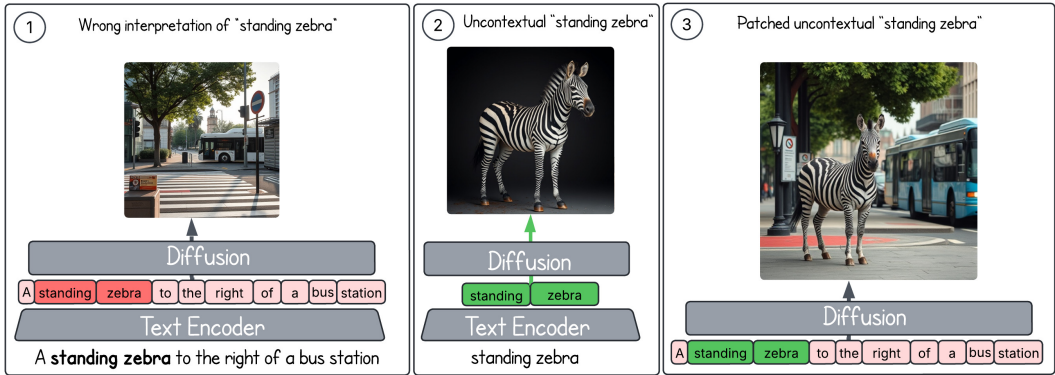 1
Wrong interpretation of "standing zebra"
Diffusion
A standing zebra to the right of a bus station
Text Encoder
A standing zebra to the right of a bus station
2
Uncontextual "standing zebra"
Diffusion
standing zebra
Text Encoder
standing zebra
3
Patched uncontextual "standing zebra"
Diffusion
A standing zebra to the right of a bus station